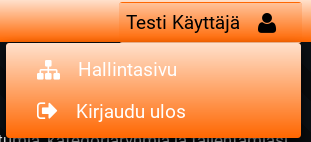 Testi Käyttäjä
Hallintasivu
Kirjaudu ulos